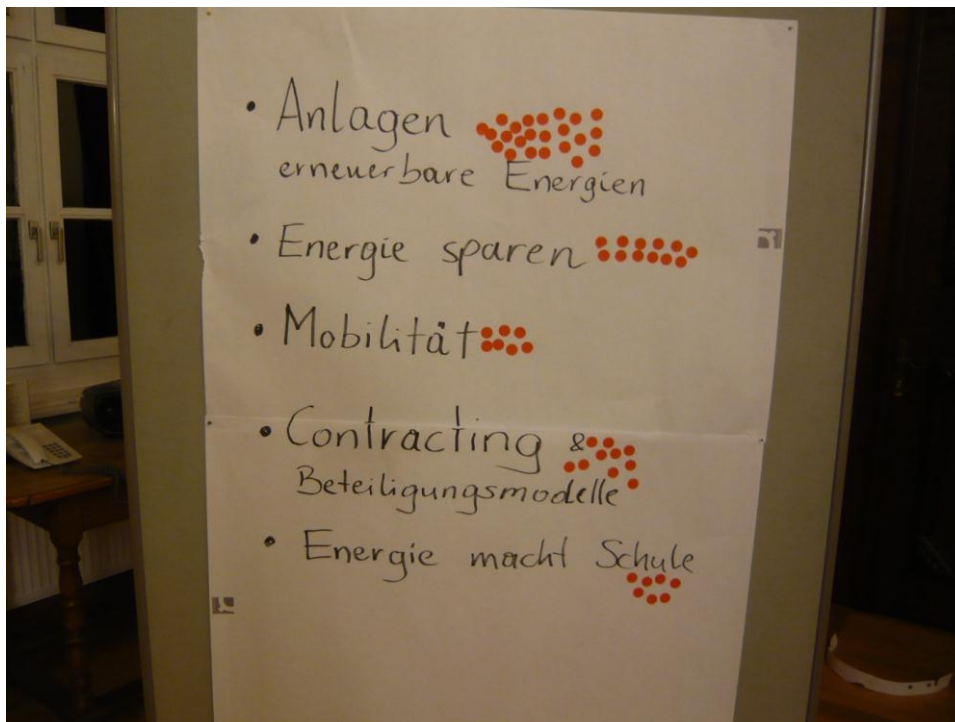 • Anlagen
erneuerbare Energien
• Energie sparen
• Mobilität
• Contracting &
Beteiligungsmodelle
• Energie macht Schule